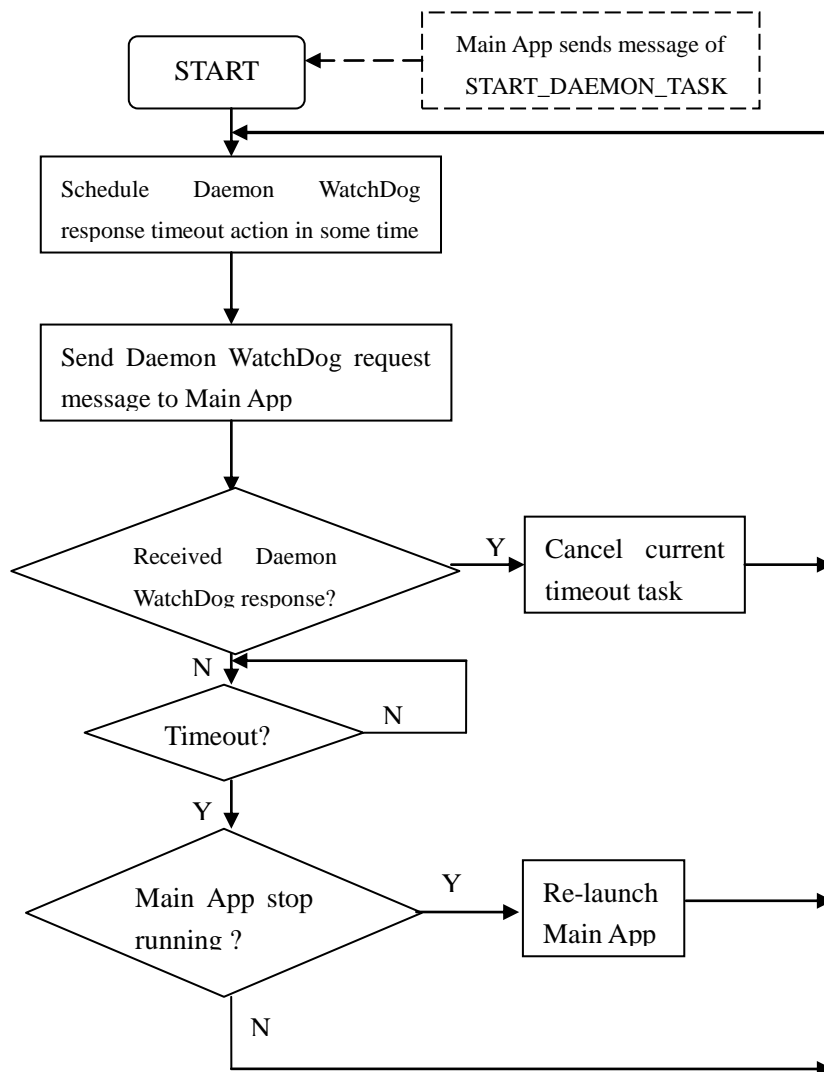 START
Main App sends message of
START_DAEMON_TASK
Schedule Daemon WatchDog
response timeout action in some time
Send Daemon WatchDog request
message to Main App
Received Daemon
WatchDog response?
Y
Cancel current
timeout task
N
Timeout?
N
Y
Main App stop
running ?
Y
Re-launch
Main App
N